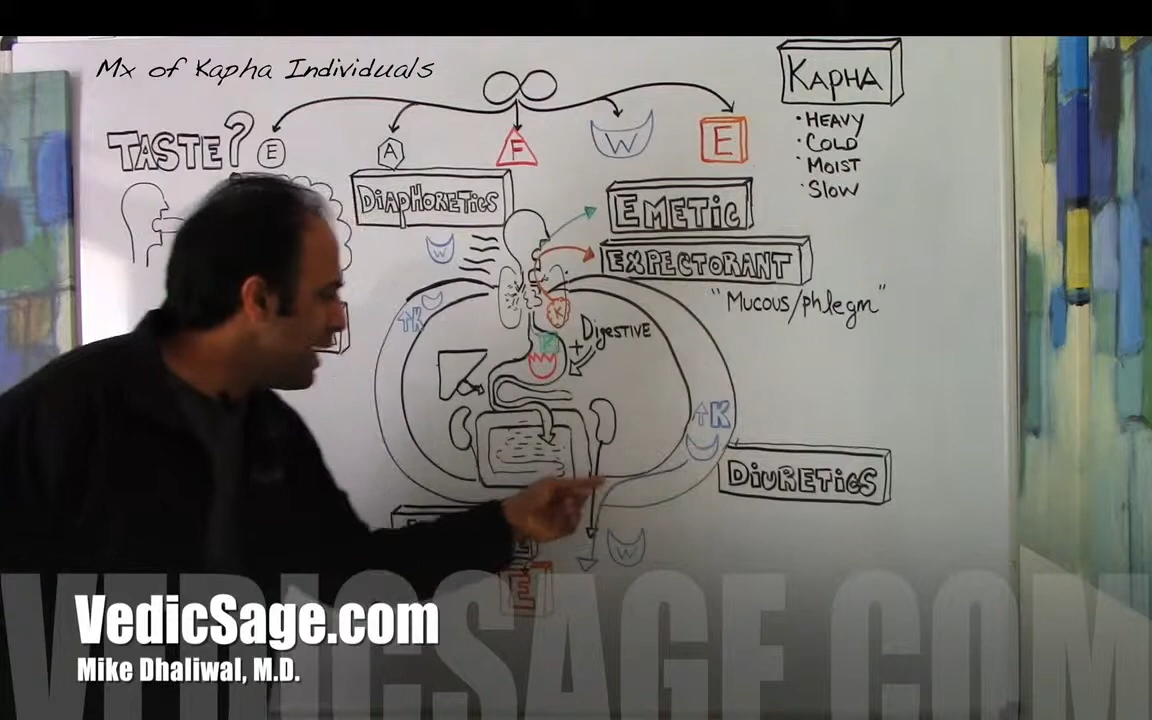 Mx of Kapha Individuals
KAPHA
• HEAVY
• COLD
• MOIST
• SLOW
TASTE?
E
A
F
W
E
DIAPHORETICS
EMETIC
W
EXPECTORANT
"Mucous/phlegm"
K
↑K
+ DIGESTIVE
↑K
DIURETICS
W
E
VedicSage.com
Mike Dhaliwal, M.D.
VEDICSAGE.COM